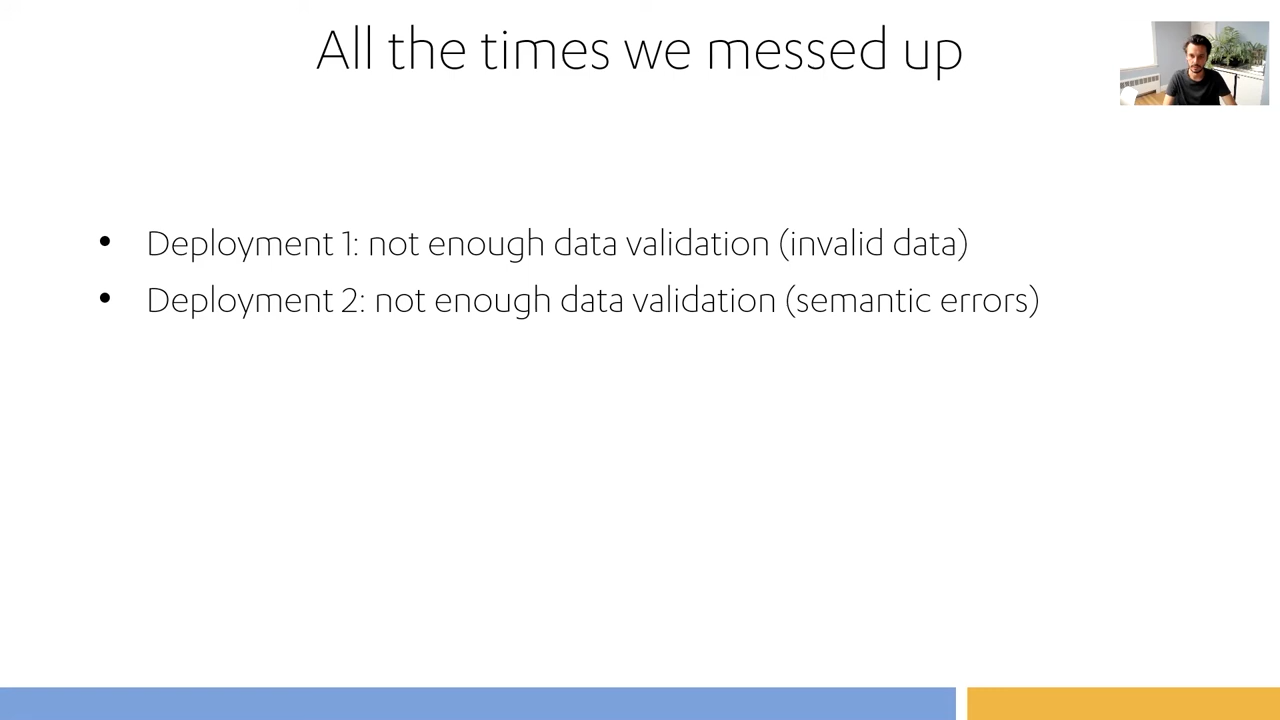 All the times we messed up
• Deployment 1: not enough data validation (invalid data)
• Deployment 2: not enough data validation (semantic errors)